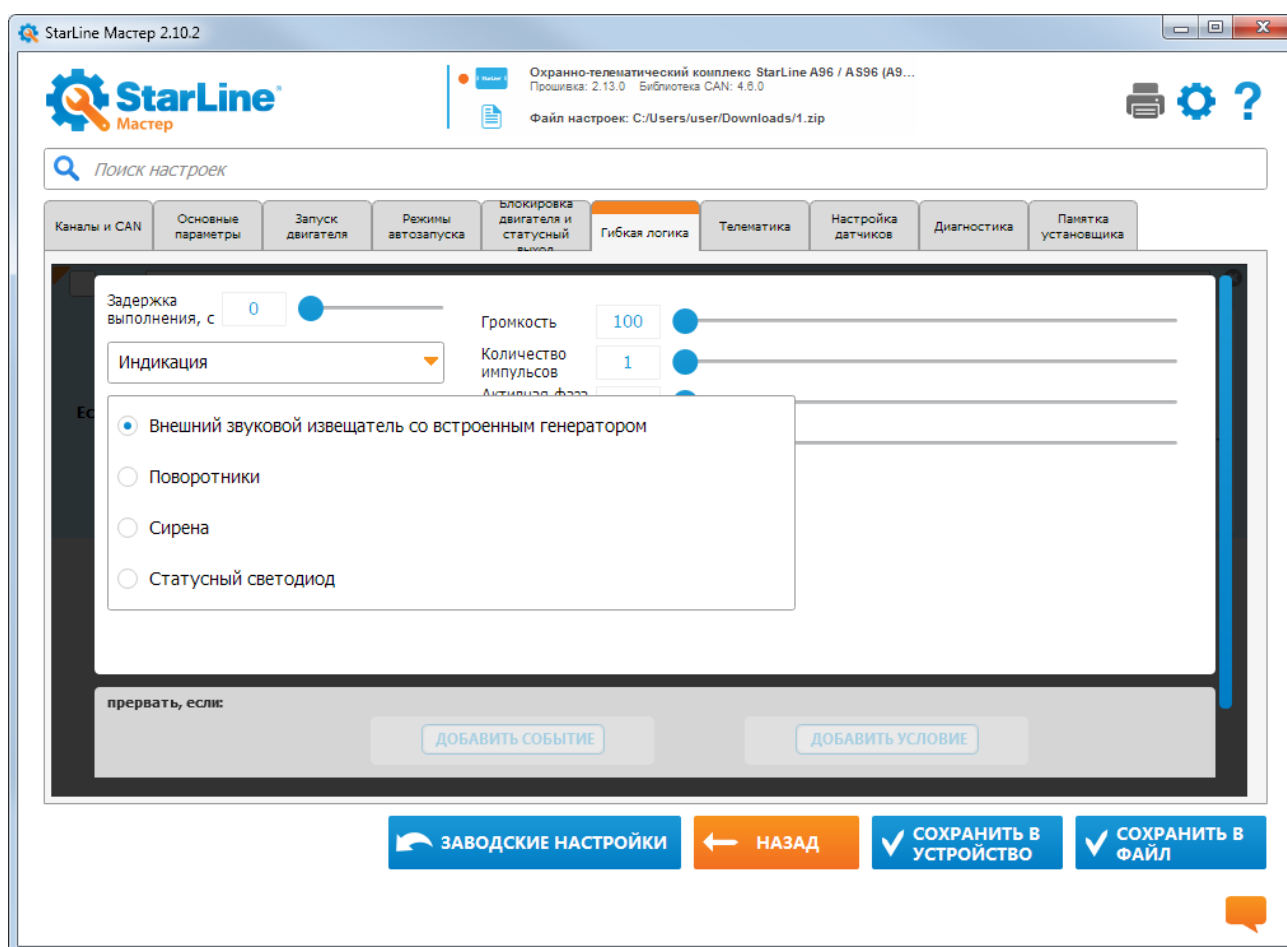 StarLine Мастер 2.10.2
StarLine
Мастер
Охранно-телематический комплекс StarLine A96 / AS96 (A9...
Прошивка: 2.13.0 Библиотека CAN: 4.6.0
Файл настроек: C:/Users/user/Downloads/1.zip
?
Поиск настроек
Каналы и CAN
Основные
параметры
Запуск
двигателя
Режимы
автозапуска
Блокировка
двигателя и
статусный
выход
Гибкая логика
Телематика
Настройка
датчиков
Диагностика
Памятка
установщика
Задержка
выполнения, с
0
Громкость
100
Индикация
Количество
импульсов
1
Активная фаза
Ес
Внешний звуковой извещатель со встроенным генератором
Поворотники
Сирена
Статусный светодиод
прервать, если:
ДОБАВИТЬ СОБЫТИЕ
ДОБАВИТЬ УСЛОВИЕ
ЗАВОДСКИЕ НАСТРОЙКИ
НАЗАД
СОХРАНИТЬ В
УСТРОЙСТВО
СОХРАНИТЬ В
ФАЙЛ